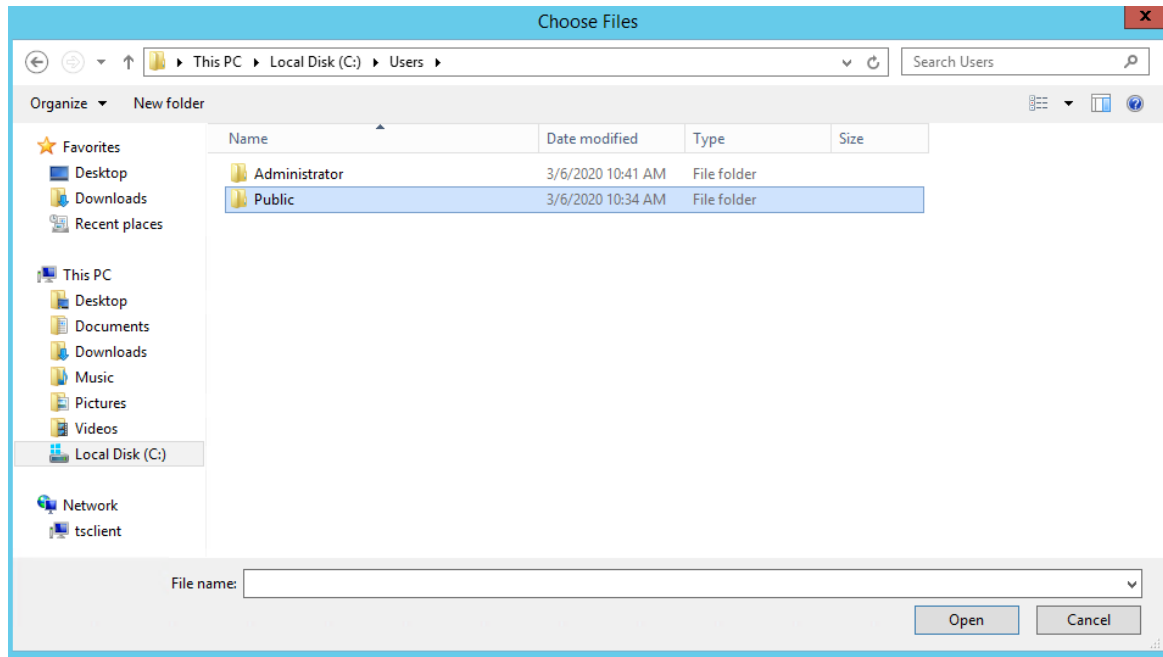 Choose Files
x
This PC Local Disk (C:) Users
Search Users
Organize New folder
Name Date modified Type Size
Favorites
Desktop
Downloads
Recent places
This PC
Desktop
Documents
Downloads
Music
Pictures
Videos
Local Disk (C:)
Network
tsclient
Administrator 3/6/2020 10:41 AM File folder
Public 3/6/2020 10:34 AM File folder
File name:
Open Cancel